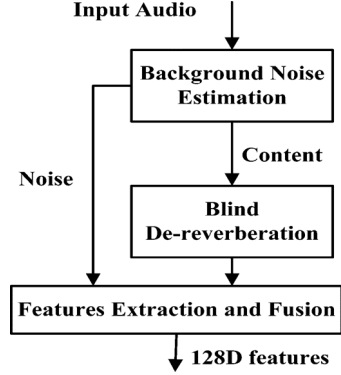 Input Audio
Background Noise
Estimation
Content
Noise
Blind
De-reverberation
Features Extraction and Fusion
128D features